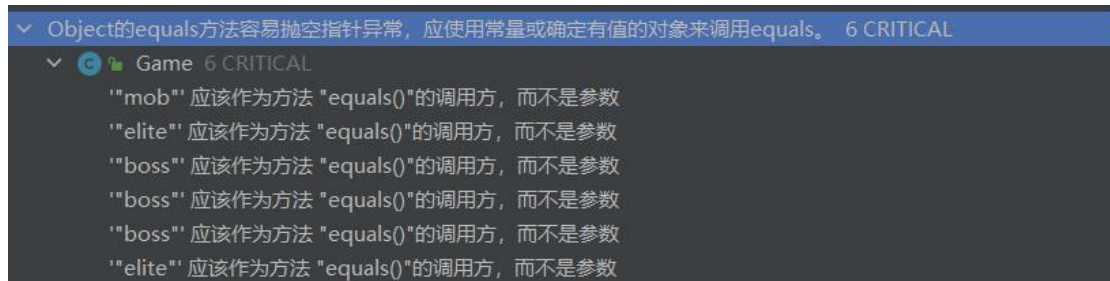 Object的equals方法容易抛空指针异常，应使用常量或确定有值的对象来调用equals。 6 CRITICAL
Game 6 CRITICAL
'"mob"' 应该作为方法 "equals()"的调用方，而不是参数
'"elite"' 应该作为方法 "equals()"的调用方，而不是参数
'"boss"' 应该作为方法 "equals()"的调用方，而不是参数
'"boss"' 应该作为方法 "equals()"的调用方，而不是参数
'"boss"' 应该作为方法 "equals()"的调用方，而不是参数
'"elite"' 应该作为方法 "equals()"的调用方，而不是参数